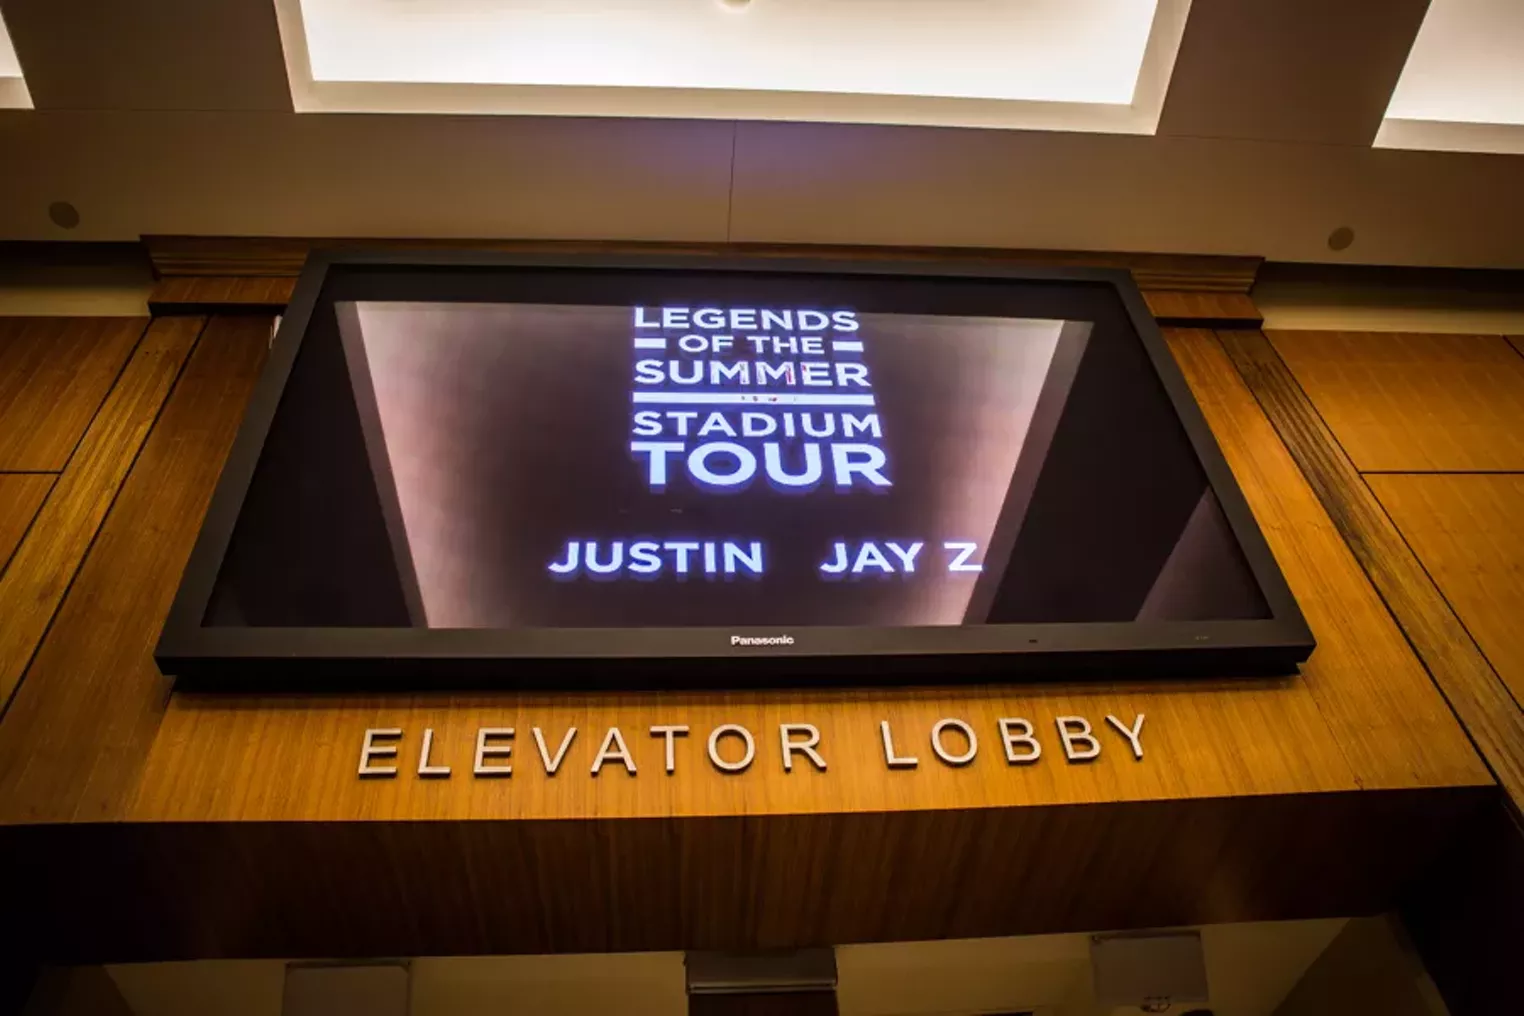 LEGENDS
OF THE
SUMMER
STADIUM
TOUR
JUSTIN JAY Z
Panasonic
ELEVATOR LOBBY